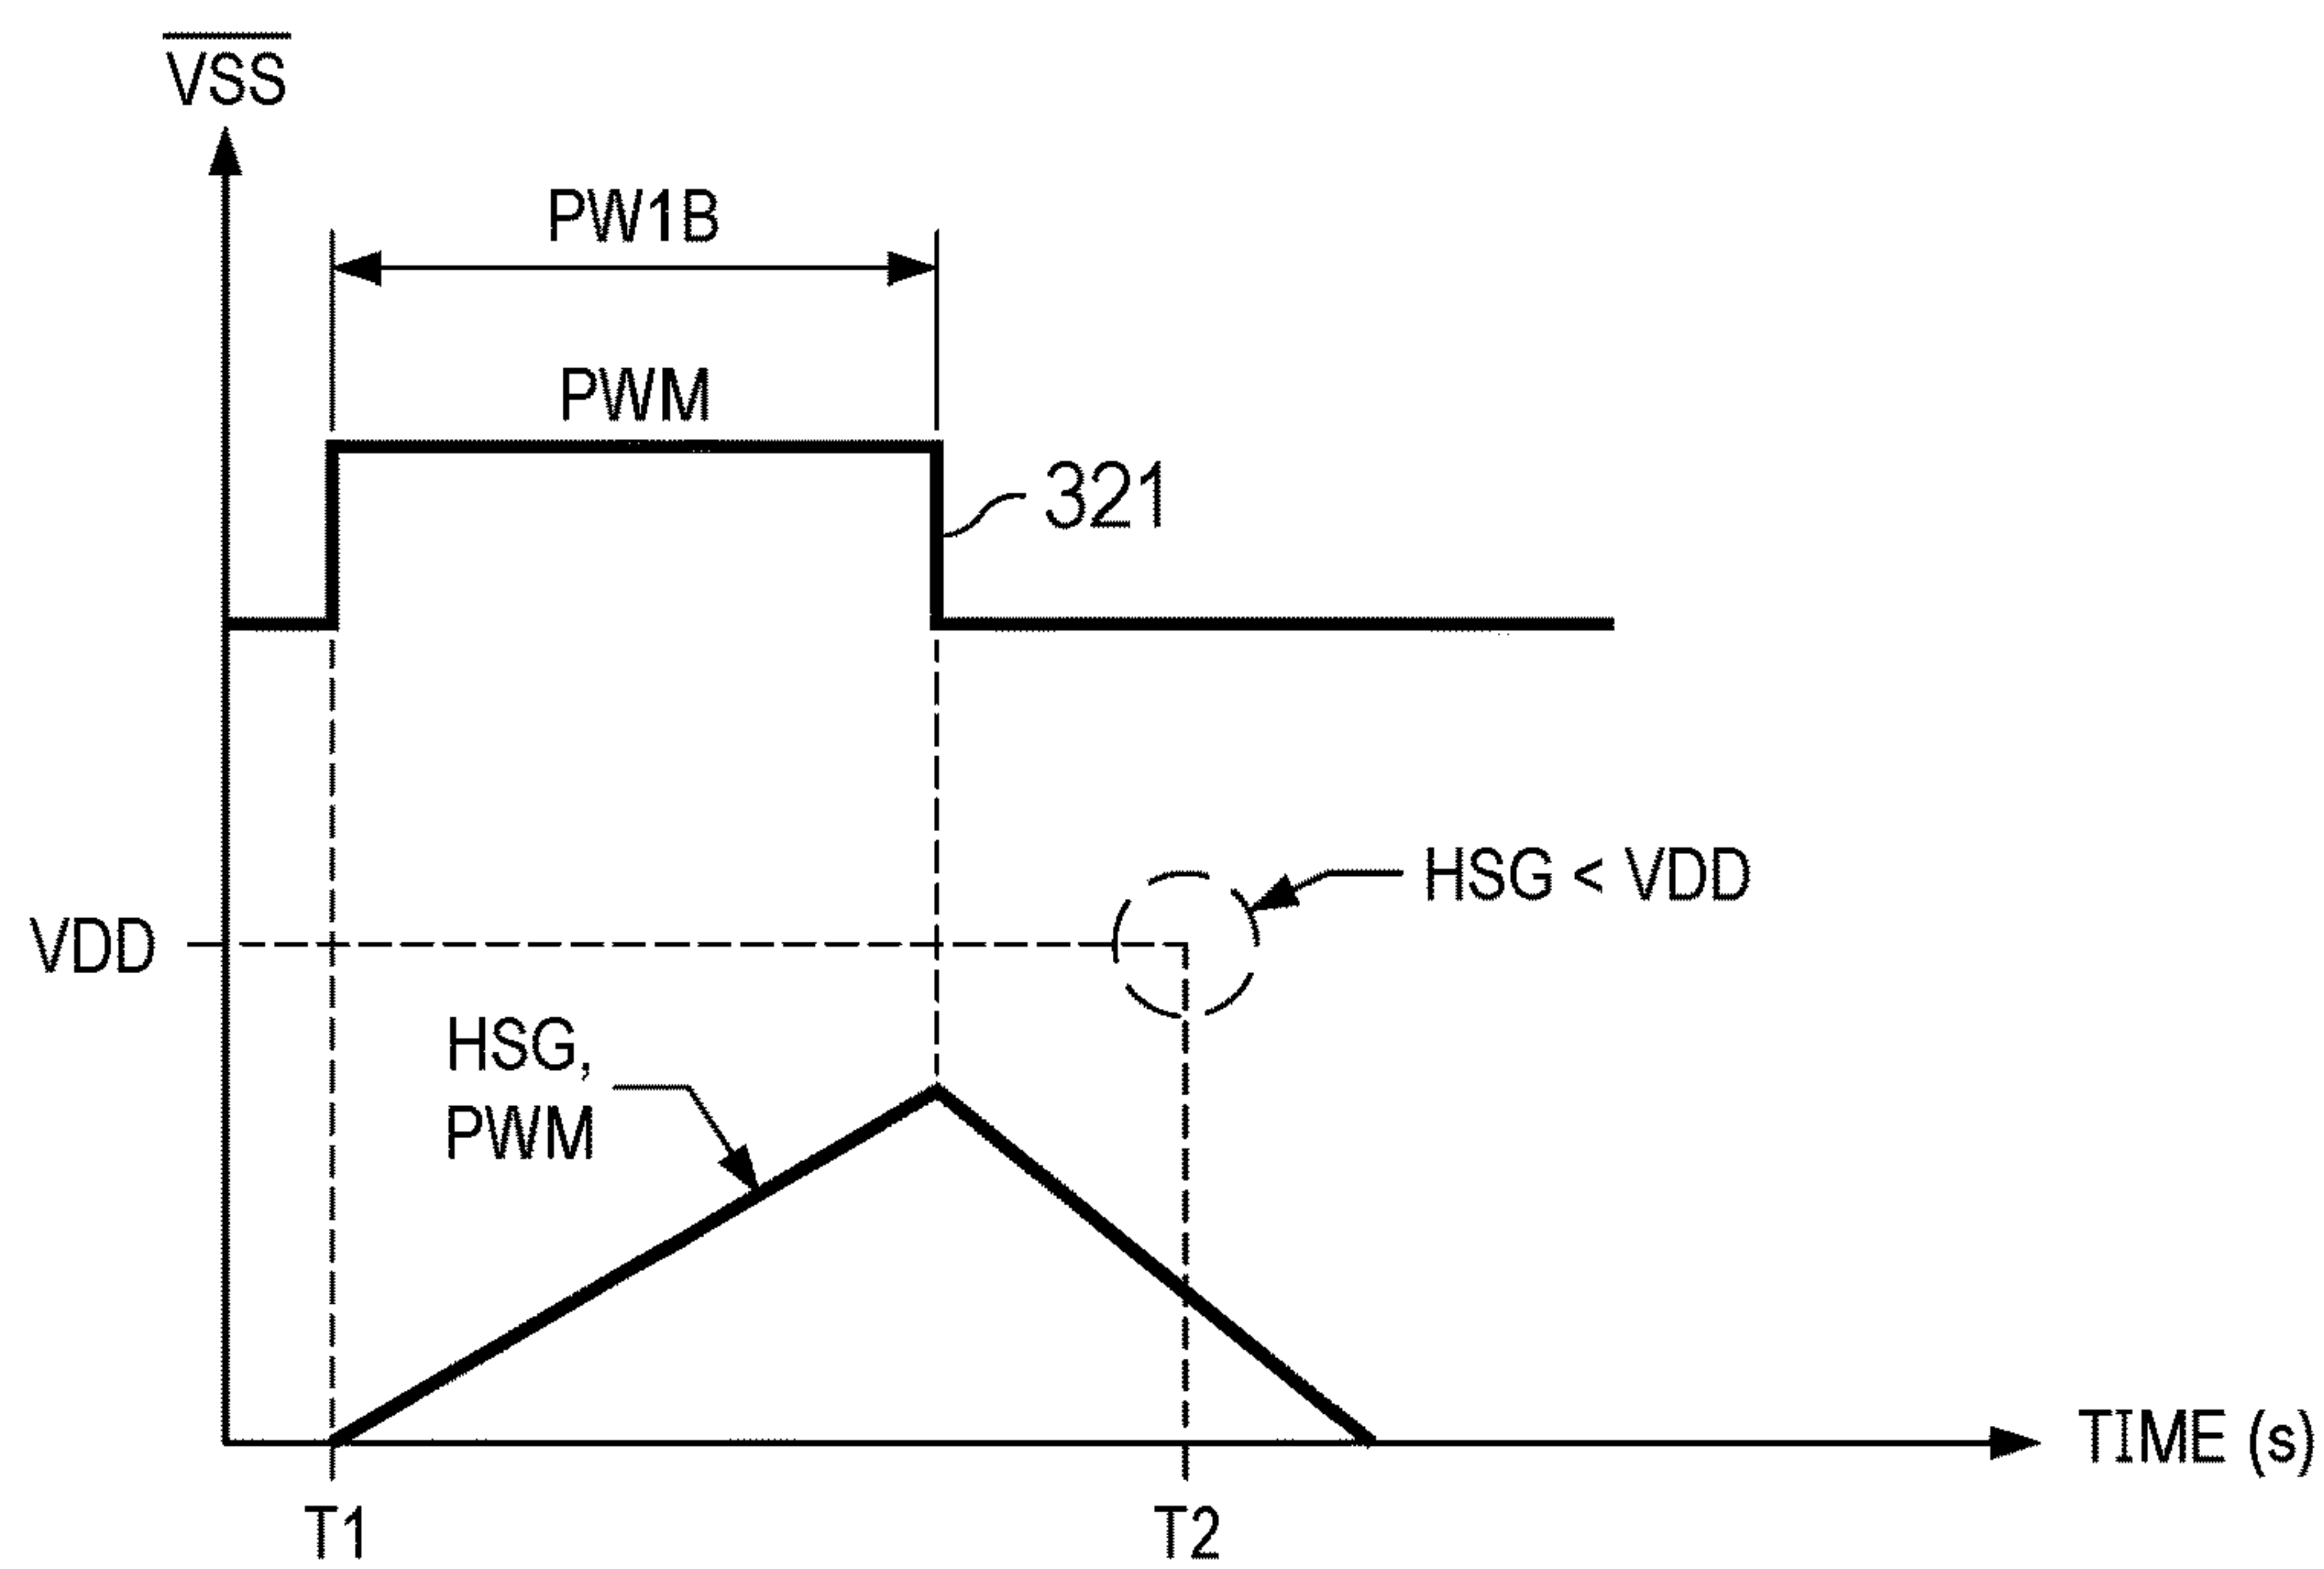 VSS
PW1B
PWM
321
HSG < VDD
VDD
HSG,
PWM
TIME (s)
T1
T2